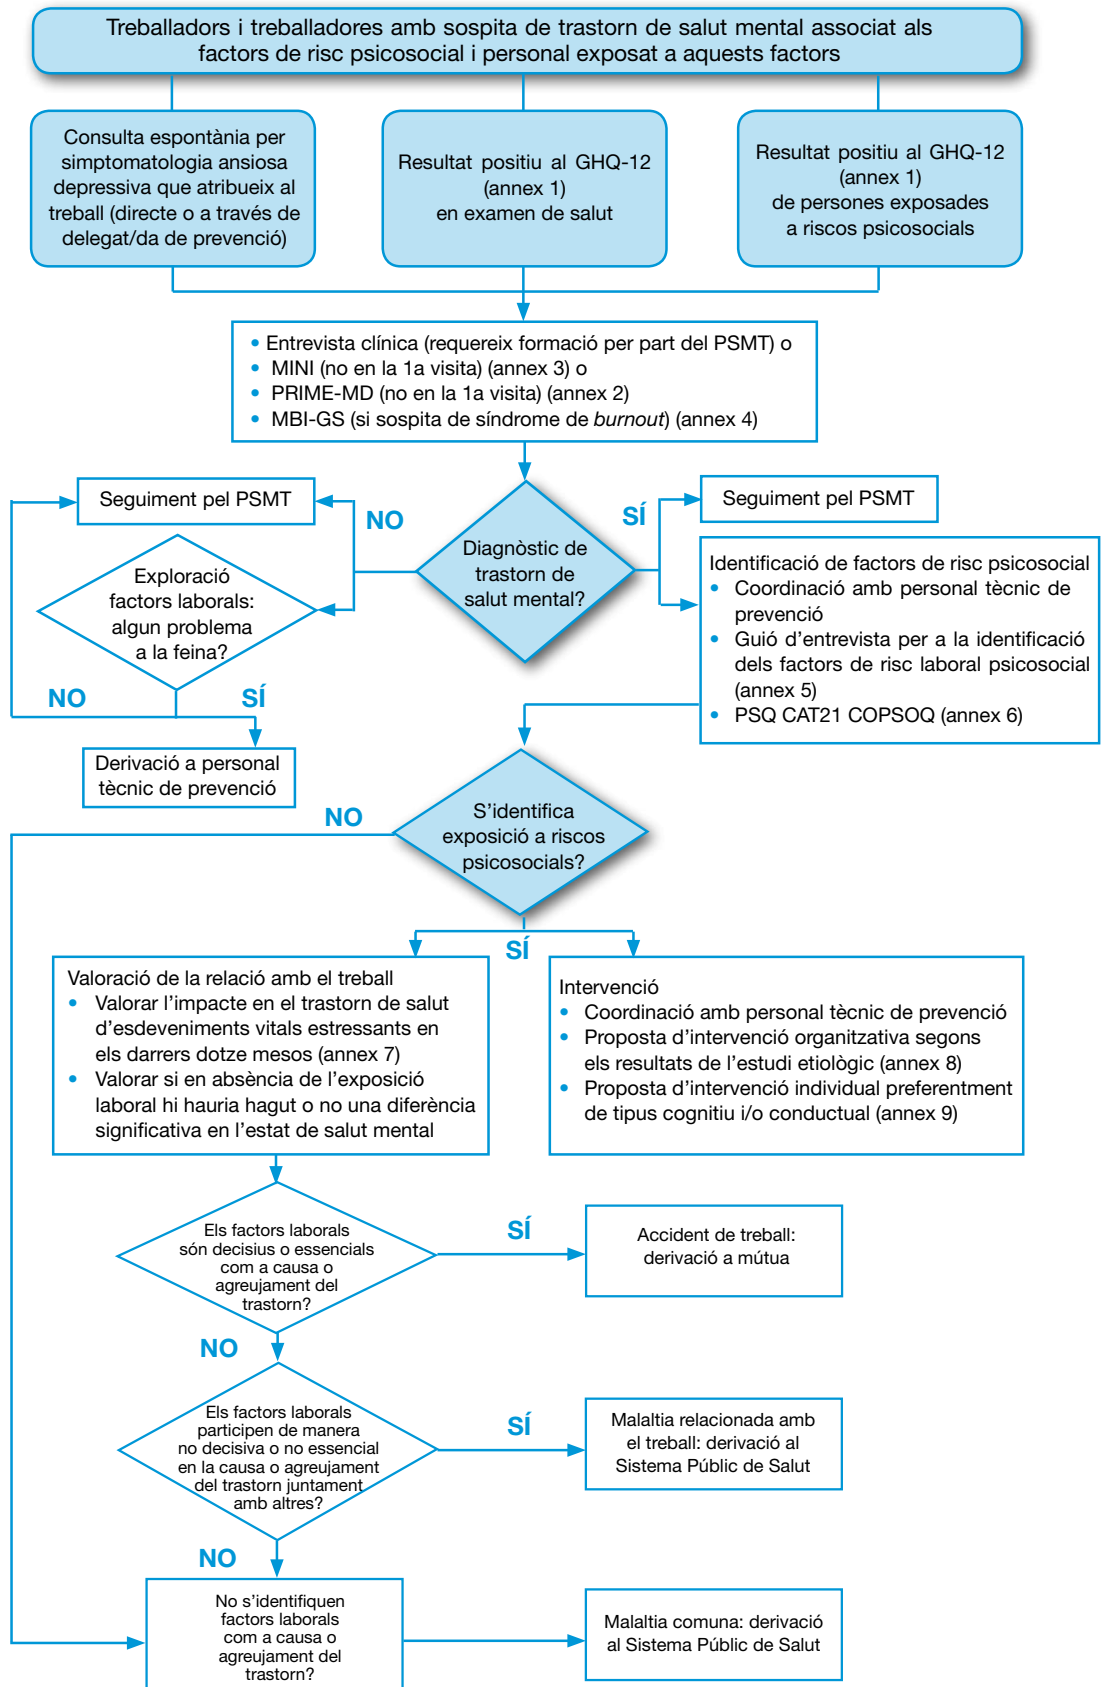 Treballadors i treballadores amb sospita de trastorn de salut mental associat als
factors de risc psicosocial i personal exposat a aquests factors
Consulta espontània per
simptomatologia ansiosa
depressiva que atribueix al
treball (directe o a través de
delegat/da de prevenció)
Resultat positiu al GHQ-12
(annex 1)
en examen de salut
Resultat positiu al GHQ-12
(annex 1)
de persones exposades
a riscos psicosocials
• Entrevista clínica (requereix formació per part del PSMT) o
• MINI (no en la 1a visita) (annex 3) o
• PRIME-MD (no en la 1a visita) (annex 2)
• MBI-GS (si sospita de síndrome de burnout) (annex 4)
Seguiment pel PSMT
NO
Diagnòstic de
trastorn de
salut mental?
SÍ
Seguiment pel PSMT
Exploració
factors laborals:
algun problema
a la feina?
NO
SÍ
Derivació a personal
tècnic de prevenció
Identificació de factors de risc psicosocial
• Coordinació amb personal tècnic de
prevenció
• Guió d'entrevista per a la identificació
dels factors de risc laboral psicosocial
(annex 5)
• PSQ CAT21 COPSOQ (annex 6)
NO
S'identifica
exposició a riscos
psicosocials?
SÍ
Valoració de la relació amb el treball
• Valorar l'impacte en el trastorn de salut
d'esdeveniments vitals estressants en
els darrers dotze mesos (annex 7)
• Valorar si en absència de l'exposició
laboral hi hauria hagut o no una diferència
significativa en l'estat de salut mental
Intervenció
• Coordinació amb personal tècnic de prevenció
• Proposta d'intervenció organitzativa segons
els resultats de l'estudi etiològic (annex 8)
• Proposta d'intervenció individual preferentment
de tipus cognitiu i/o conductual (annex 9)
Els factors laborals
són decisius o essencials
com a causa o
agreujament del
trastorn?
SÍ
Accident de treball:
derivació a mútua
NO
Els factors laborals
participen de manera
no decisiva o no essencial
en la causa o agreujament
del trastorn juntament
amb altres?
SÍ
Malaltia relacionada amb
el treball: derivació al
Sistema Públic de Salut
NO
No s'identifiquen
factors laborals
com a causa o
agreujament del
trastorn?
Malaltia comuna: derivació
al Sistema Públic de Salut